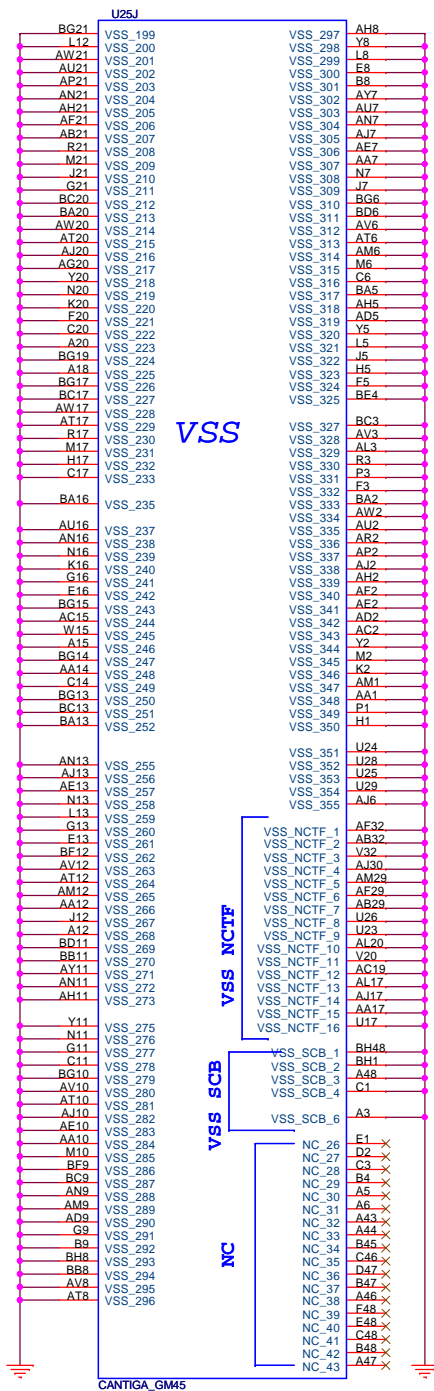 U25J
BG21 VSS_199
L12 VSS_200
AW21 VSS_201
AU21 VSS_202
AP21 VSS_203
AN21 VSS_204
AH21 VSS_205
AF21 VSS_206
AB21 VSS_207
R21 VSS_208
M21 VSS_209
J21 VSS_210
G21 VSS_211
BC20 VSS_212
BA20 VSS_213
AW20 VSS_214
AT20 VSS_215
AJ20 VSS_216
AG20 VSS_217
Y20 VSS_218
N20 VSS_219
K20 VSS_220
F20 VSS_221
C20 VSS_222
A20 VSS_223
BG19 VSS_224
A18 VSS_225
BG17 VSS_226
BC17 VSS_227
AW17 VSS_228
AT17 VSS_229
R17 VSS_230
M17 VSS_231
H17 VSS_232
C17 VSS_233
BA16 VSS_235
AU16 VSS_237
AN16 VSS_238
N16 VSS_239
K16 VSS_240
G16 VSS_241
E16 VSS_242
BG15 VSS_243
AC15 VSS_244
W15 VSS_245
A15 VSS_246
BG14 VSS_247
AA14 VSS_248
C14 VSS_249
BG13 VSS_250
BC13 VSS_251
BA13 VSS_252
AN13 VSS_255
AJ13 VSS_256
AE13 VSS_257
N13 VSS_258
L13 VSS_259
G13 VSS_260
E13 VSS_261
BF12 VSS_262
AV12 VSS_263
AT12 VSS_264
AM12 VSS_265
AA12 VSS_266
J12 VSS_267
A12 VSS_268
BD11 VSS_269
BB11 VSS_270
AY11 VSS_271
AN11 VSS_272
AH11 VSS_273
Y11 VSS_275
N11 VSS_276
G11 VSS_277
C11 VSS_278
BG10 VSS_279
AV10 VSS_280
AT10 VSS_281
AJ10 VSS_282
AE10 VSS_283
AA10 VSS_284
M10 VSS_285
BF9 VSS_286
BC9 VSS_287
AN9 VSS_288
AM9 VSS_289
AD9 VSS_290
G9 VSS_291
B9 VSS_292
BH8 VSS_293
BB8 VSS_294
AV8 VSS_295
AT8 VSS_296
VSS
VSS NCTF
VSS SCB
NC
VSS_297 AH8
VSS_298 Y8
VSS_299 L8
VSS_300 E8
VSS_301 B8
VSS_302 AY7
VSS_303 AU7
VSS_304 AN7
VSS_305 AJ7
VSS_306 AE7
VSS_307 AA7
VSS_308 N7
VSS_309 J7
VSS_310 BG6
VSS_311 BD6
VSS_312 AV6
VSS_313 AT6
VSS_314 AM6
VSS_315 M6
VSS_316 C6
VSS_317 BA5
VSS_318 AH5
VSS_319 AD5
VSS_320 Y5
VSS_321 L5
VSS_322 J5
VSS_323 H5
VSS_324 F5
VSS_325 BE4
VSS_327 BC3
VSS_328 AV3
VSS_329 AL3
VSS_330 R3
VSS_331 P3
VSS_332 F3
VSS_333 BA2
VSS_334 AW2
VSS_335 AU2
VSS_336 AR2
VSS_337 AP2
VSS_338 AJ2
VSS_339 AH2
VSS_340 AF2
VSS_341 AE2
VSS_342 AD2
VSS_343 AC2
VSS_344 Y2
VSS_345 M2
VSS_346 K2
VSS_347 AM1
VSS_348 AA1
VSS_349 P1
VSS_350 H1
VSS_351 U24
VSS_352 U28
VSS_353 U25
VSS_354 U29
VSS_355 AJ6
VSS_NCTF_1 AF32
VSS_NCTF_2 AB32
VSS_NCTF_3 V32
VSS_NCTF_4 AJ30
VSS_NCTF_5 AM29
VSS_NCTF_6 AF29
VSS_NCTF_7 AB29
VSS_NCTF_8 U26
VSS_NCTF_9 U23
VSS_NCTF_10 AL20
VSS_NCTF_11 V20
VSS_NCTF_12 AC19
VSS_NCTF_13 AL17
VSS_NCTF_14 AJ17
VSS_NCTF_15 AA17
VSS_NCTF_16 U17
VSS_SCB_1 BH48
VSS_SCB_2 BH1
VSS_SCB_3 A48
VSS_SCB_4 C1
VSS_SCB_6 A3
NC_26 E1
NC_27 D2
NC_28 C3
NC_29 B4
NC_30 A5
NC_31 A6
NC_32 A43
NC_33 A44
NC_34 B45
NC_35 C46
NC_36 D47
NC_37 B47
NC_38 A46
NC_39 F48
NC_40 E48
NC_41 C48
NC_42 B48
NC_43 A47
CANTIGA_GM45